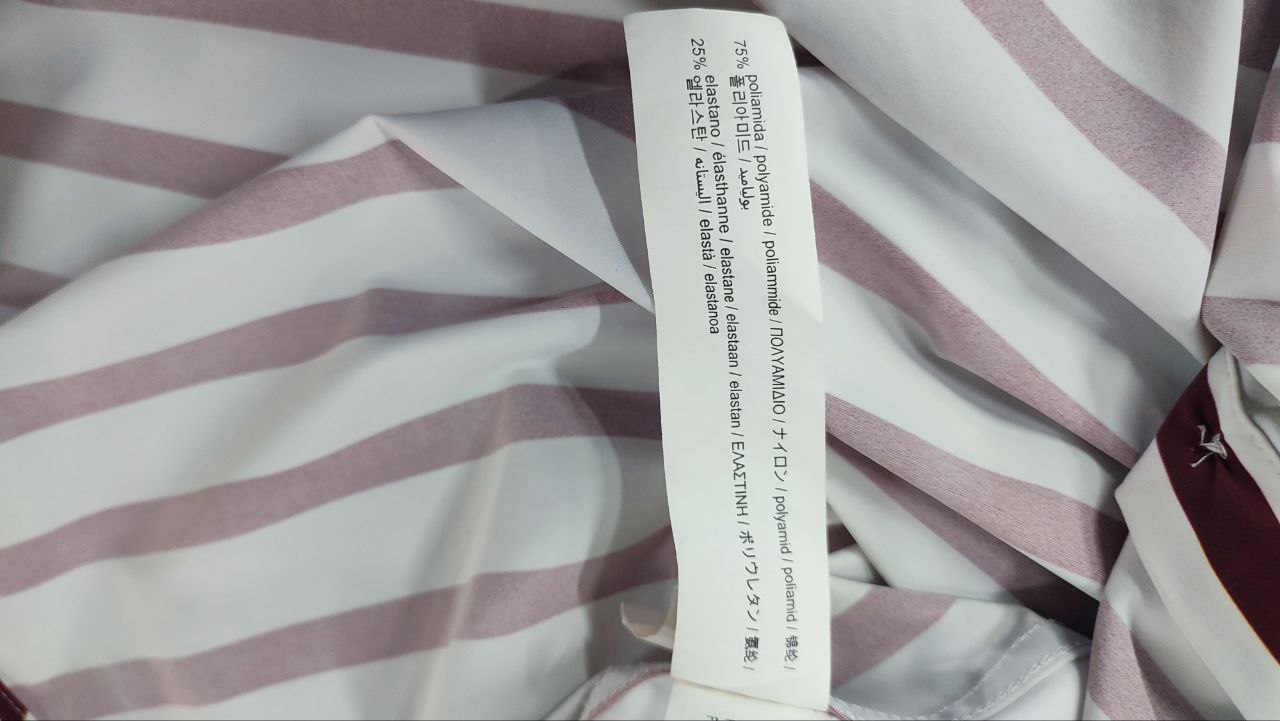 75% poliamida / polyamide / poliammide / ΠΟΛΥΑΜΙΔΙΟ / ナイロン / polyamid / poliamid / 锦纶 /
폴리아미드 / بولياميد
25% elastano / élasthanne / elastane / elastaan / elastan / ΕΛΑΣΤΙΝΗ / ポリウレタン / 氨纶 /
엘라스탄 / اليستانه / elastà / elastanoa